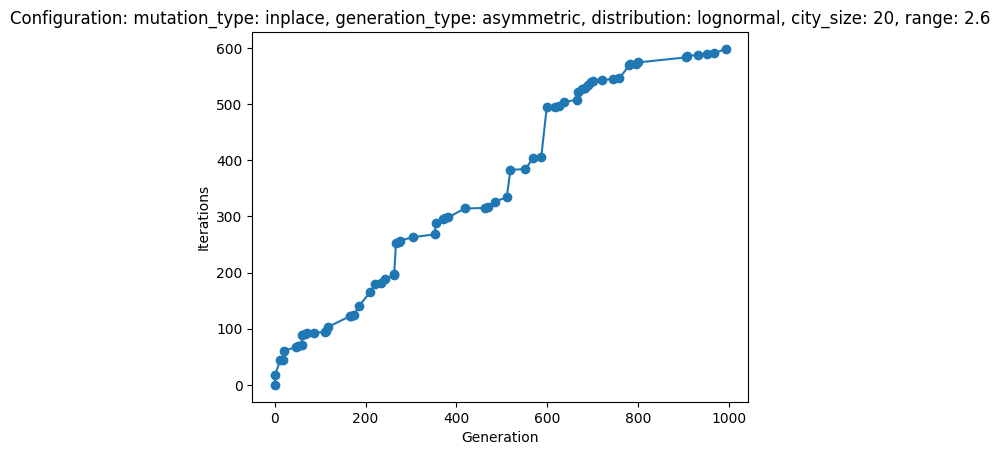 Configuration: mutation_type: inplace, generation_type: asymmetric, distribution: lognormal, city_size: 20, range: 2.6
600
500
400
300
200
100
0
Iterations
0 200 400 600 800 1000
Generation